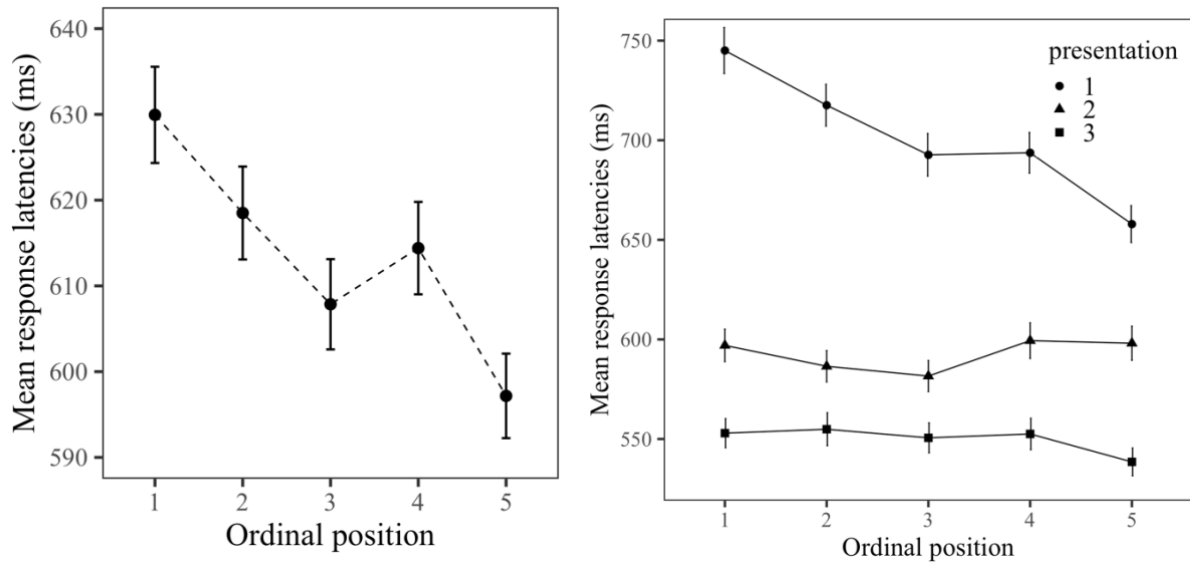 640
630
620
610
600
590
Mean response latencies (ms)
1 2 3 4 5
Ordinal position
750
700
650
600
550
Mean response latencies (ms)
presentation
1
2
3
1 2 3 4 5
Ordinal position